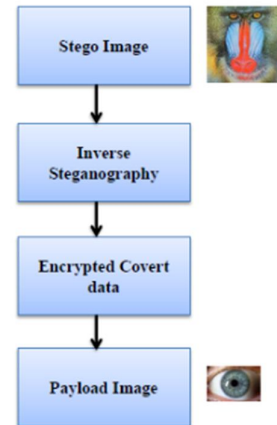 Stego Image
Inverse
Steganography
Encrypted Covert
data
Payload Image